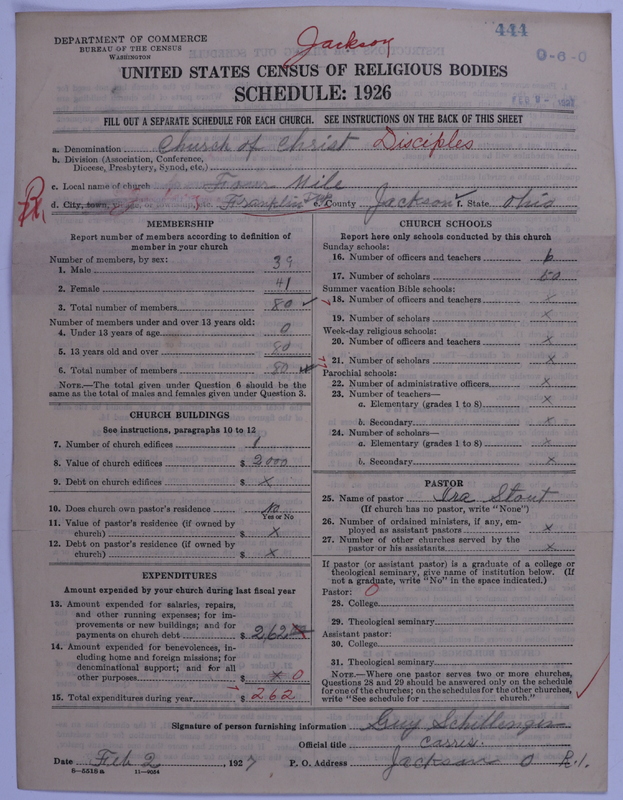 DEPARTMENT OF COMMERCE
BUREAU OF THE CENSUS
WASHINGTON
Jackson
441
0-6-0
UNITED STATES CENSUS OF RELIGIOUS BODIES
SCHEDULE: 1926
FILL OUT A SEPARATE SCHEDULE FOR EACH CHURCH. SEE INSTRUCTIONS ON THE BACK OF THIS SHEET
a. Denomination Church of Christ Disciples
b. Division (Association, Conference,
Diocese, Presbytery, Synod, etc.)
c. Local name of church Four Mile
d. City, town, Franklin e. County Jackson f. State Ohio
MEMBERSHIP
Report number of members according to definition of
member in your church
Number of members, by sex:
1. Male 39
2. Female 41
3. Total number of members 80
Number of members under and over 13 years old:
4. Under 13 years of age 0
5. 13 years old and over 80
6. Total number of members 80
NOTE.—The total given under Question 6 should be the
same as the total of males and females given under Question 3.
CHURCH BUILDINGS
See instructions, paragraphs 10 to 12
7. Number of church edifices 1
8. Value of church edifices $ 2000
9. Debt on church edifices $ x
10. Does church own pastor's residence No
Yes or No
11. Value of pastor's residence (if owned by
church) $ x
12. Debt on pastor's residence (if owned by
church) $ x
EXPENDITURES
Amount expended by your church during last fiscal year
13. Amount expended for salaries, repairs,
and other running expenses; for im-
provements or new buildings; and for
payments on church debt $ 262
14. Amount expended for benevolences, in-
cluding home and foreign missions; for
denominational support; and for all
other purposes $ x 0
15. Total expenditures during year $ 262
CHURCH SCHOOLS
Report here only schools conducted by this church
Sunday schools:
16. Number of officers and teachers 6
17. Number of scholars 50
Summer vacation Bible schools:
18. Number of officers and teachers x
19. Number of scholars x
Week-day religious schools:
20. Number of officers and teachers x
21. Number of scholars x
Parochial schools:
22. Number of administrative officers x
23. Number of teachers—
a. Elementary (grades 1 to 8) x
b. Secondary x
24. Number of scholars—
a. Elementary (grades 1 to 8) x
b. Secondary x
PASTOR
25. Name of pastor Ira Stout
(If church has no pastor, write "None")
26. Number of ordained ministers, if any, em-
ployed as assistant pastors x
27. Number of other churches served by the
pastor or his assistants x
If pastor (or assistant pastor) is a graduate of a college or
theological seminary, give name of institution below. (If
not a graduate, write "No" in the space indicated.)
Pastor: 0
28. College
29. Theological seminary
Assistant pastor:
30. College
31. Theological seminary
NOTE.—Where one pastor serves two or more churches,
Questions 28 and 29 should be answered only on the schedule
for one of the churches; on the schedules for the other churches,
write "See schedule for church."
Signature of person furnishing information Guy Schillenger
Official title
Date Feb 2 , 1927 P. O. Address Jackson O R.1.
8—5518 a 11—9054